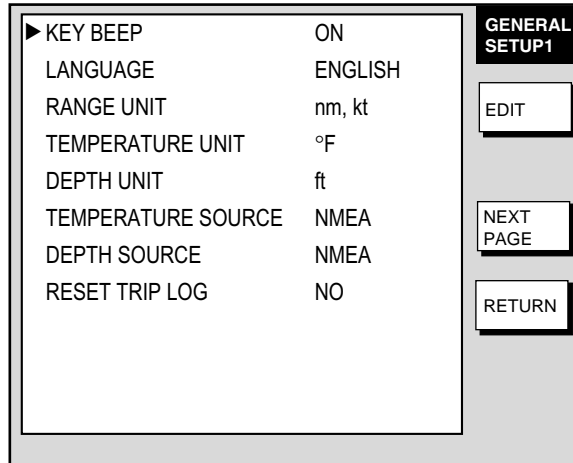 ▶ KEY BEEP ON
LANGUAGE ENGLISH
RANGE UNIT nm, kt
TEMPERATURE UNIT °F
DEPTH UNIT ft
TEMPERATURE SOURCE NMEA
DEPTH SOURCE NMEA
RESET TRIP LOG NO
GENERAL
SETUP1
EDIT
NEXT
PAGE
RETURN